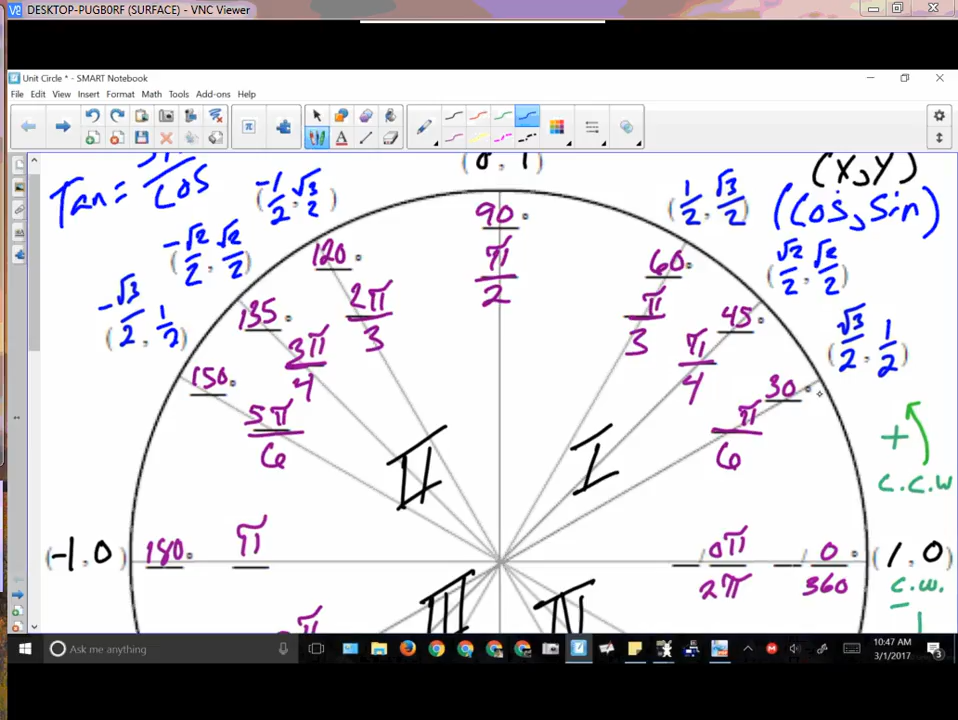 V2 DESKTOP-PUGB0RF (SURFACE) - VNC Viewer
Unit Circle * - SMART Notebook
File Edit View Insert Format Math Tools Add-ons Help
(0, 1)
(X,Y)
(Cos, Sin)
Tan = /Cos
(-1/2, √3/2)
(1/2, √3/2)
(-√2/2, √2/2)
(√2/2, √2/2)
(-√3/2, 1/2)
(√3/2, 1/2)
90°
π/2
120°
2π/3
60°
π/3
135°
3π/4
45°
π/4
150°
5π/6
30°
π/6
II
I
+
C.C.W
(-1, 0)
180°
π
0π
2π
0°
360
(1, 0)
C.W.
III
IV
π
Ask me anything
10:47 AM
3/1/2017
3